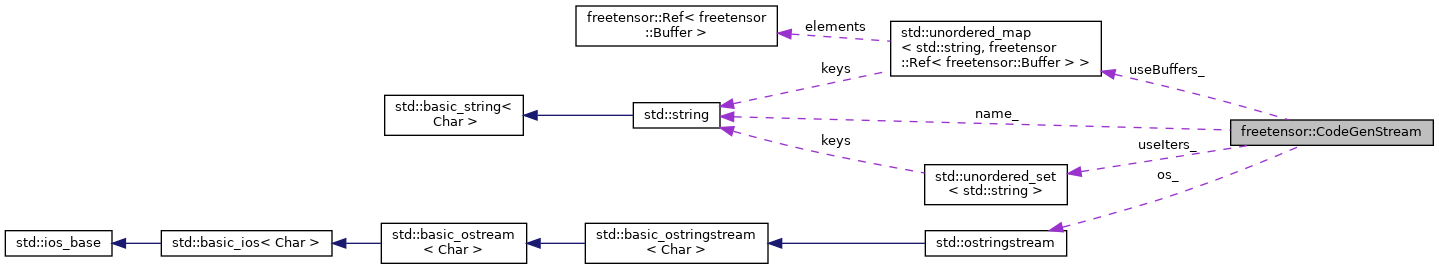 freetensor::Ref< freetensor
::Buffer >
elements
std::unordered_map
< std::string, freetensor
::Ref< freetensor::Buffer > >
useBuffers_
keys
std::basic_string<
Char >
std::string
name_
freetensor::CodeGenStream
keys
useIters_
std::unordered_set
< std::string >
os_
std::ios_base
std::basic_ios< Char >
std::basic_ostream
< Char >
std::basic_ostringstream
< Char >
std::ostringstream